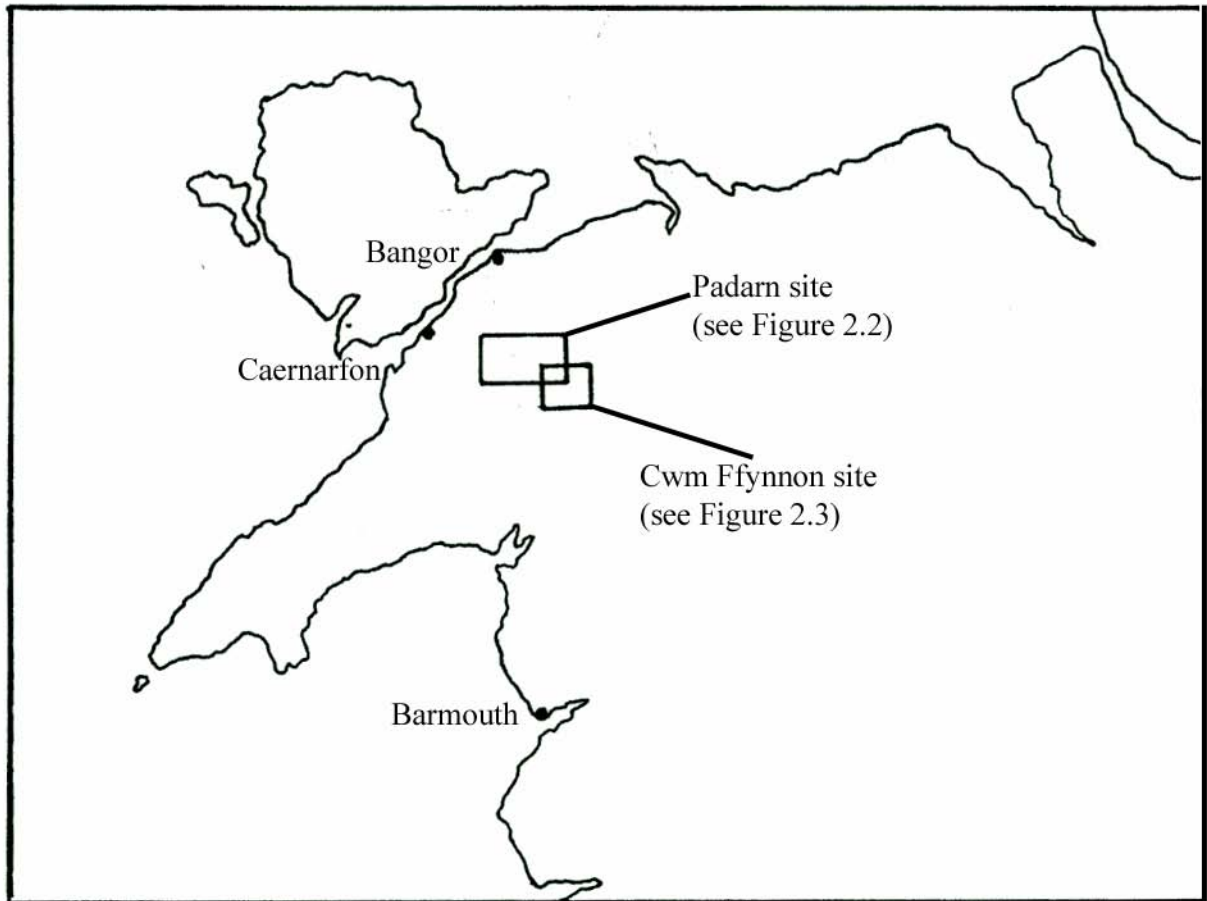 Bangor
Padarn site
(see Figure 2.2)
Caernarfon
Cwm Ffynnon site
(see Figure 2.3)
Barmouth